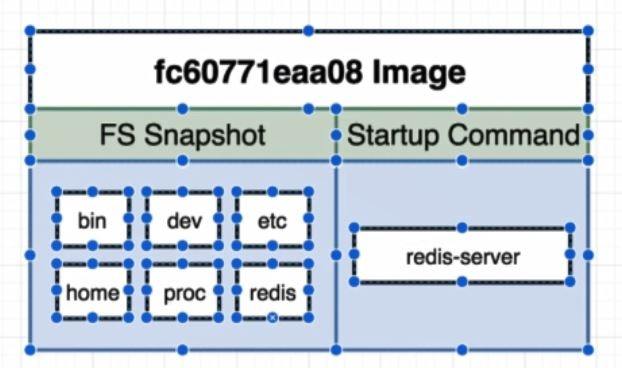 fc60771eaa08 Image
FS Snapshot
Startup Command
bin
dev
etc
home
proc
redis
redis-server